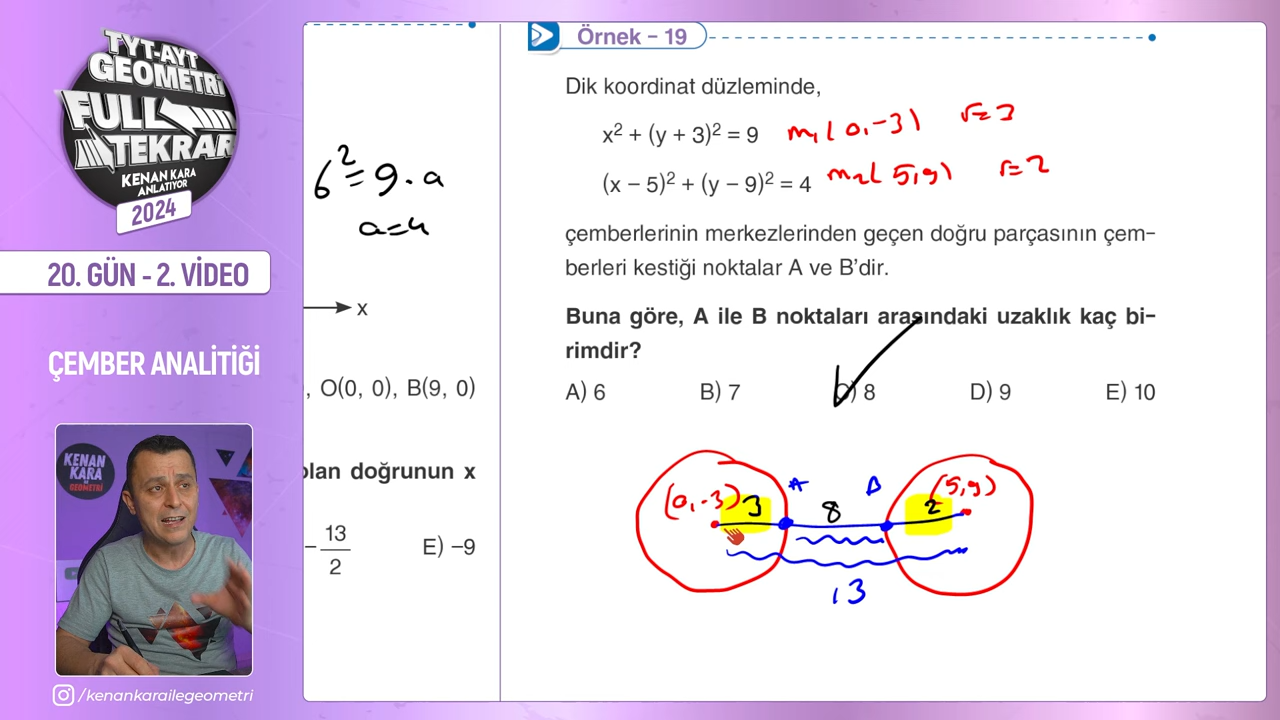 TYT-AYT
GEOMETRİ
FULL
TEKRAR
KENAN KARA
ANLATIYOR
2024
20. GÜN - 2. VİDEO
ÇEMBER ANALİTİĞİ
KENAN
KARA
GEOMETRİ
/kenankarailegeometri
6² = 9 . a
a = 4
x
, O(0, 0), B(9, 0)
olan doğrunun x
– 13/2 E) –9
Örnek – 19
Dik koordinat düzleminde,
x² + (y + 3)² = 9 m₁(0,-3) r=3
(x – 5)² + (y – 9)² = 4 m₂(5,9) r=2
çemberlerinin merkezlerinden geçen doğru parçasının çem–
berleri kestiği noktalar A ve B’dir.
Buna göre, A ile B noktaları arasındaki uzaklık kaç bi–
rimdir?
A) 6 B) 7 C) 8 D) 9 E) 10
(0,-3) 3 A 8 B 2 (5,9)
13